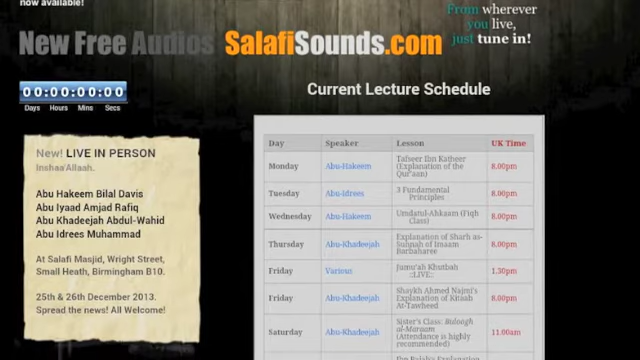 now available!
From wherever
you live,
just tune in!
New Free Audios SalafiSounds.com
00:00:00:00
Days Hours Mins Secs
Current Lecture Schedule
New! LIVE IN PERSON
Inshaa'Allaah.
Abu Hakeem Bilal Davis
Abu Iyaad Amjad Rafiq
Abu Khadeejah Abdul-Wahid
Abu Idrees Muhammad
At Salafi Masjid, Wright Street,
Small Heath, Birmingham B10.
25th & 26th December 2013.
Spread the news! All Welcome!
Day Speaker Lesson UK Time
Monday Abu-Hakeem Tafseer Ibn Katheer
(Explanation of the
Qur'aan) 8.00pm
Tuesday Abu-Idrees 3 Fundamental
Principles 8.00pm
Wednesday Abu-Hakeem Umdatul-Ahkaam (Fiqh
Class) 8.00pm
Thursday Abu-Khadeejah Explanation of Sharh as-
Sunnah of Imaam
Barbaharee 8.00pm
Friday Various Jumu'ah Khutbah
::LIVE:: 1.30pm
Friday Abu-Khadeejah Shaykh Ahmed Najmi's
Explanation of Kitaab
At-Tawheed 8.00pm
Saturday Abu-Khadeejah Sister's Class: Buloogh
al-Maraam
(Attendance is highly
recommended) 11.00am
Explanation